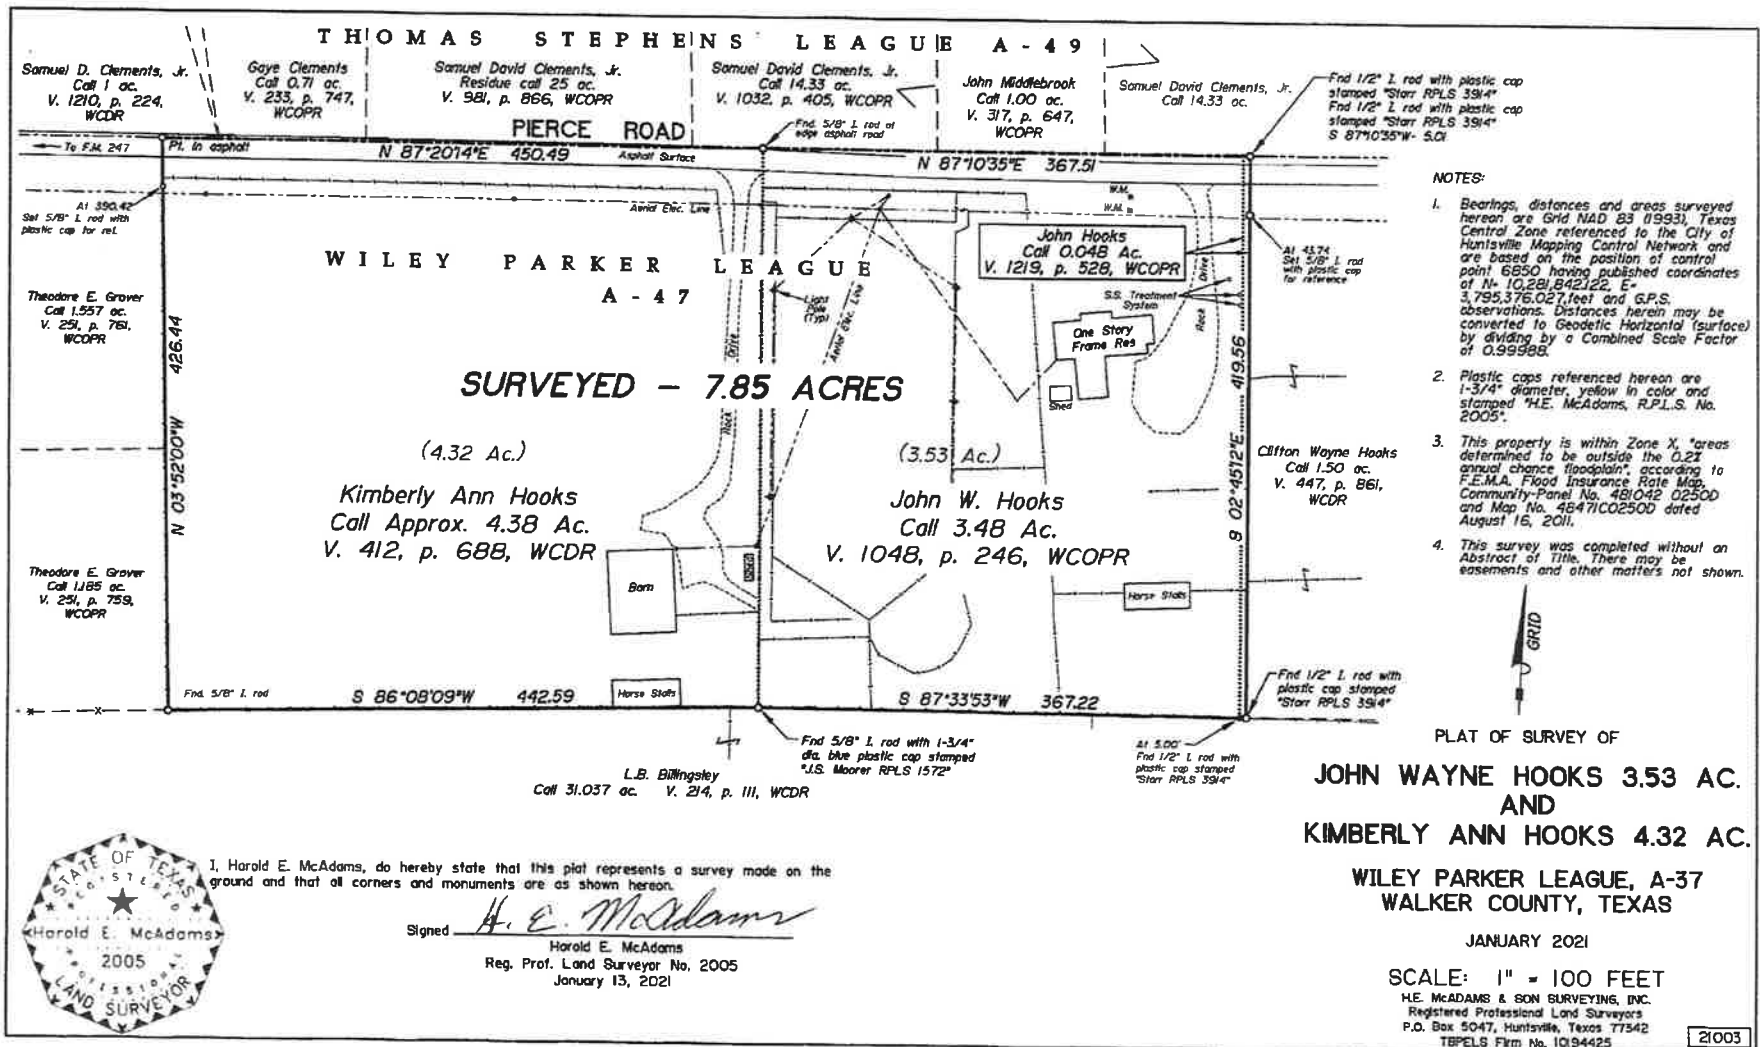 THOMAS STEPHENS LEAGUE A-49
Samuel D. Clements, Jr.
Call 1 ac.
V. 1210, p. 224,
WCDR
Gaye Clements
Call 0.71 ac.
V. 233, p. 747,
WCOPR
Samuel David Clements, Jr.
Residue call 25 ac.
V. 981, p. 866, WCOPR
Samuel David Clements, Jr.
Call 14.33 ac.
V. 1032, p. 405, WCOPR
John Middlebrook
Call 1.00 ac.
V. 317, p. 647,
WCOPR
Samuel David Clements, Jr.
Call 14.33 ac.
Fnd 1/2" I. rod with plastic cap
stamped "Starr RPLS 3914"
Fnd 1/2" I. rod with plastic cap
stamped "Starr RPLS 3914"
S 87°10'35"W- 5.01
PIERCE ROAD
Fnd. 5/8" I. rod at
edge asphalt road
To F.M. 247
Pt. in asphalt
N 87°20'14"E 450.49
Asphalt Surface
N 87°10'35"E 367.51
At 390.42
Set 5/8" I. rod with
plastic cap for ref.
Aerial Elec. Line
W.M.
W.M.
WILEY PARKER LEAGUE
A-47
John Hooks
Call 0.048 Ac.
V. 1219, p. 528, WCOPR
At 43.74
Set 5/8" I. rod
with plastic cap
for reference
Theodore E. Grover
Call 1.557 ac.
V. 251, p. 761,
WCOPR
N 03°52'00"W 426.44
Light
Pole
(Typ)
Aerial Elec. Line
Rock Drive
S.S. Treatment
System
Rock Drive
One Story
Frame Res
Shed
S 02°45'12"E 419.56
SURVEYED - 7.85 ACRES
(4.32 Ac.)
Kimberly Ann Hooks
Call Approx. 4.38 Ac.
V. 412, p. 688, WCDR
(3.53 Ac.)
John W. Hooks
Call 3.48 Ac.
V. 1048, p. 246, WCOPR
Clifton Wayne Hooks
Call 1.50 ac.
V. 447, p. 861,
WCDR
Theodore E. Grover
Call 1.185 ac.
V. 251, p. 759,
WCOPR
Barn
Horse Stalls
Fnd. 5/8" I. rod
S 86°08'09"W 442.59
Horse Stalls
S 87°33'53"W 367.22
Fnd 1/2" I. rod with
plastic cap stamped
"Starr RPLS 3914"
Fnd 5/8" I. rod with 1-3/4"
dia. blue plastic cap stamped
"J.S. Moorer RPLS 1572"
At 5.00'
Fnd 1/2" I. rod with
plastic cap stamped
"Starr RPLS 3914"
L.B. Billingsley
Call 31.037 ac. V. 214, p. 111, WCDR
NOTES:
1. Bearings, distances and areas surveyed
hereon are Grid NAD 83 (1993), Texas
Central Zone referenced to the City of
Huntsville Mapping Control Network and
are based on the position of control
point 6850 having published coordinates
of N- 10,281,842.122, E-
3,795,376.027,feet and G.P.S.
observations. Distances herein may be
converted to Geodetic Horizontal (surface)
by dividing by a Combined Scale Factor
of 0.99988.
2. Plastic caps referenced hereon are
1-3/4" diameter, yellow in color and
stamped "H.E. McAdams, R.P.L.S. No.
2005".
3. This property is within Zone X, "areas
determined to be outside the 0.2%
annual chance floodplain", according to
F.E.M.A. Flood Insurance Rate Map,
Community-Panel No. 481042 0250D
and Map No. 48471C0250D dated
August 16, 2011.
4. This survey was completed without an
Abstract of Title. There may be
easements and other matters not shown.
GRID
PLAT OF SURVEY OF
JOHN WAYNE HOOKS 3.53 AC.
AND
KIMBERLY ANN HOOKS 4.32 AC.
WILEY PARKER LEAGUE, A-37
WALKER COUNTY, TEXAS
JANUARY 2021
SCALE: 1" = 100 FEET
H.E. McADAMS & SON SURVEYING, INC.
Registered Professional Land Surveyors
P.O. Box 5047, Huntsville, Texas 77342
TBPELS Firm No. 10194425
21003
I, Harold E. McAdams, do hereby state that this plat represents a survey made on the
ground and that all corners and monuments are as shown hereon.
Signed H. E. McAdams
Harold E. McAdams
Reg. Prof. Land Surveyor No. 2005
January 13, 2021
STATE OF TEXAS
REGISTERED
Harold E. McAdams
2005
PROFESSIONAL
LAND SURVEYOR